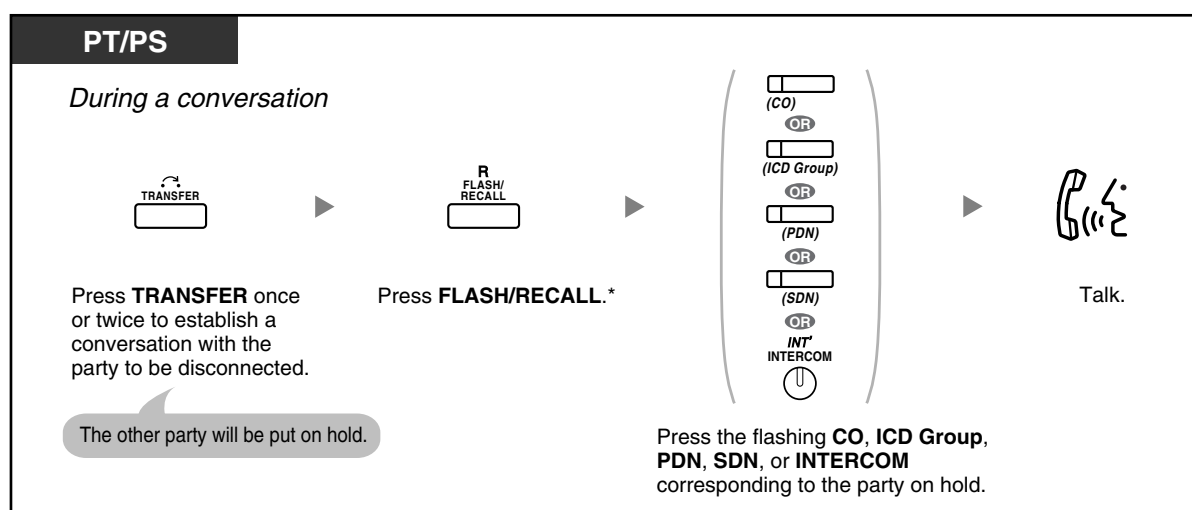 PT/PS
During a conversation
TRANSFER
Press TRANSFER once
or twice to establish a
conversation with the
party to be disconnected.
The other party will be put on hold.
R
FLASH/
RECALL
Press FLASH/RECALL.*
(CO)
OR
(ICD Group)
OR
(PDN)
OR
(SDN)
OR
INT'
INTERCOM
Press the flashing CO, ICD Group,
PDN, SDN, or INTERCOM
corresponding to the party on hold.
Talk.